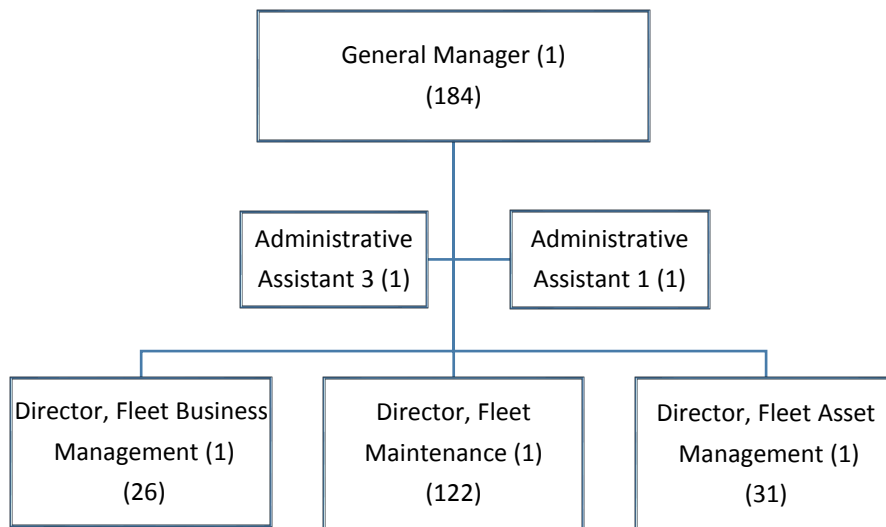 General Manager (1)
(184)
Administrative
Assistant 3 (1)
Administrative
Assistant 1 (1)
Director, Fleet Business
Management (1)
(26)
Director, Fleet
Maintenance (1)
(122)
Director, Fleet Asset
Management (1)
(31)